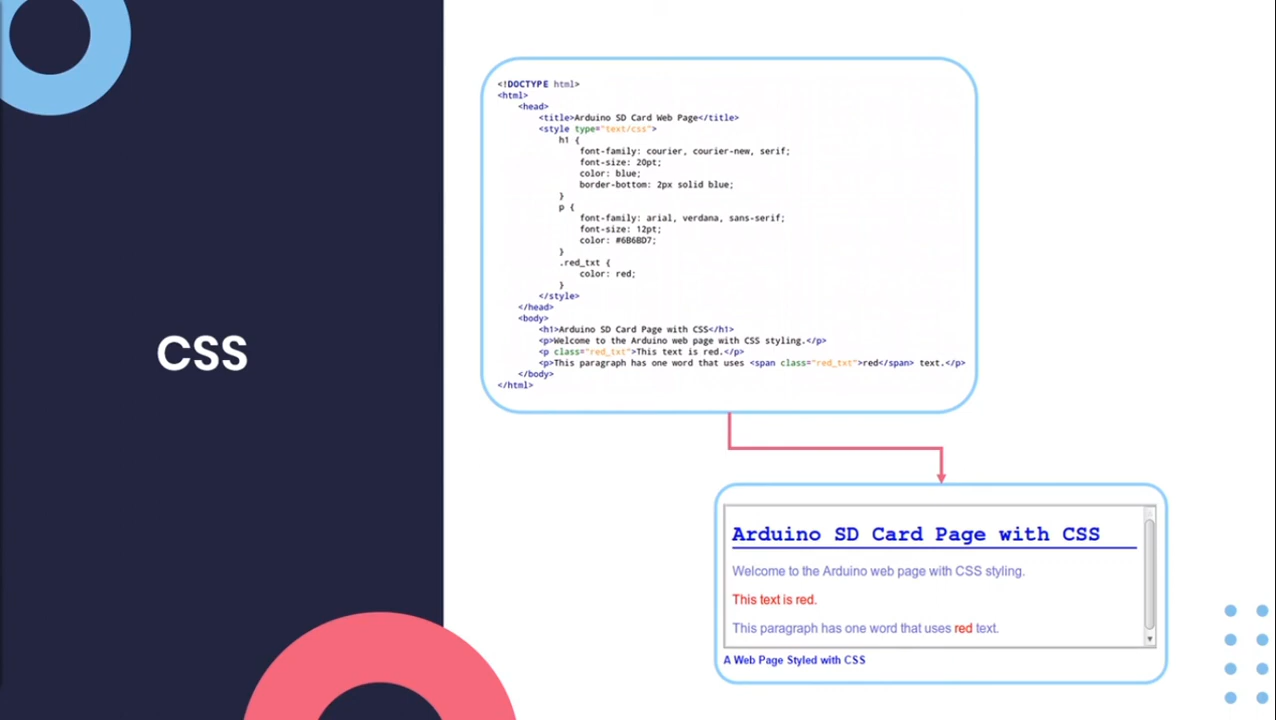 CSS
<!DOCTYPE html>
<html>
    <head>
        <title>Arduino SD Card Web Page</title>
        <style type="text/css">
            h1 {
                font-family: courier, courier-new, serif;
                font-size: 20pt;
                color: blue;
                border-bottom: 2px solid blue;
            }
            p {
                font-family: arial, verdana, sans-serif;
                font-size: 12pt;
                color: #6B6BD7;
            }
            .red_txt {
                color: red;
            }
        </style>
    </head>
    <body>
        <h1>Arduino SD Card Page with CSS</h1>
        <p>Welcome to the Arduino web page with CSS styling.</p>
        <p class="red_txt">This text is red.</p>
        <p>This paragraph has one word that uses <span class="red_txt">red</span> text.</p>
    </body>
</html>
Arduino SD Card Page with CSS
Welcome to the Arduino web page with CSS styling.
This text is red.
This paragraph has one word that uses red text.
A Web Page Styled with CSS